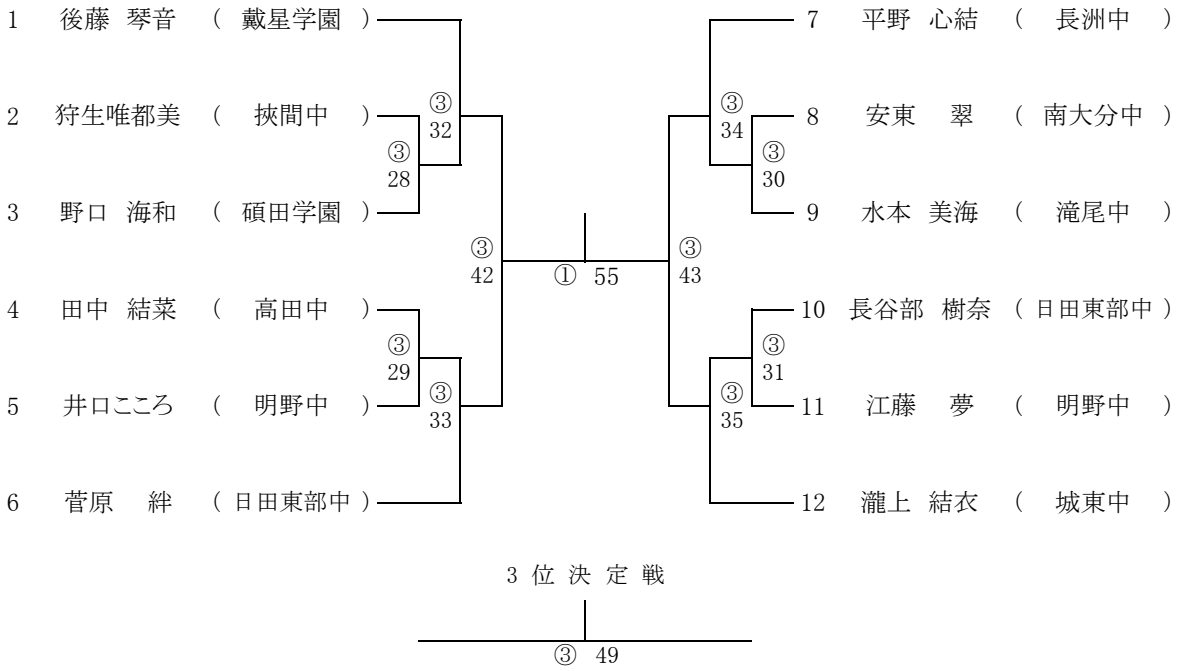 1 後藤 琴音 ( 戴星学園 )
7 平野 心結 ( 長洲中 )
③
32
③
34
2 狩生唯都美 ( 挾間中 )
8 安東 翠 ( 南大分中 )
③
28
③
30
3 野口 海和 ( 碩田学園 )
9 水本 美海 ( 滝尾中 )
③
42
① 55
③
43
4 田中 結菜 ( 高田中 )
10 長谷部 樹奈 ( 日田東部中 )
③
29
③
31
5 井口こころ ( 明野中 )
11 江藤 夢 ( 明野中 )
③
33
③
35
6 菅原 絆 ( 日田東部中 )
12 瀧上 結衣 ( 城東中 )
3 位 決 定 戦
③ 49